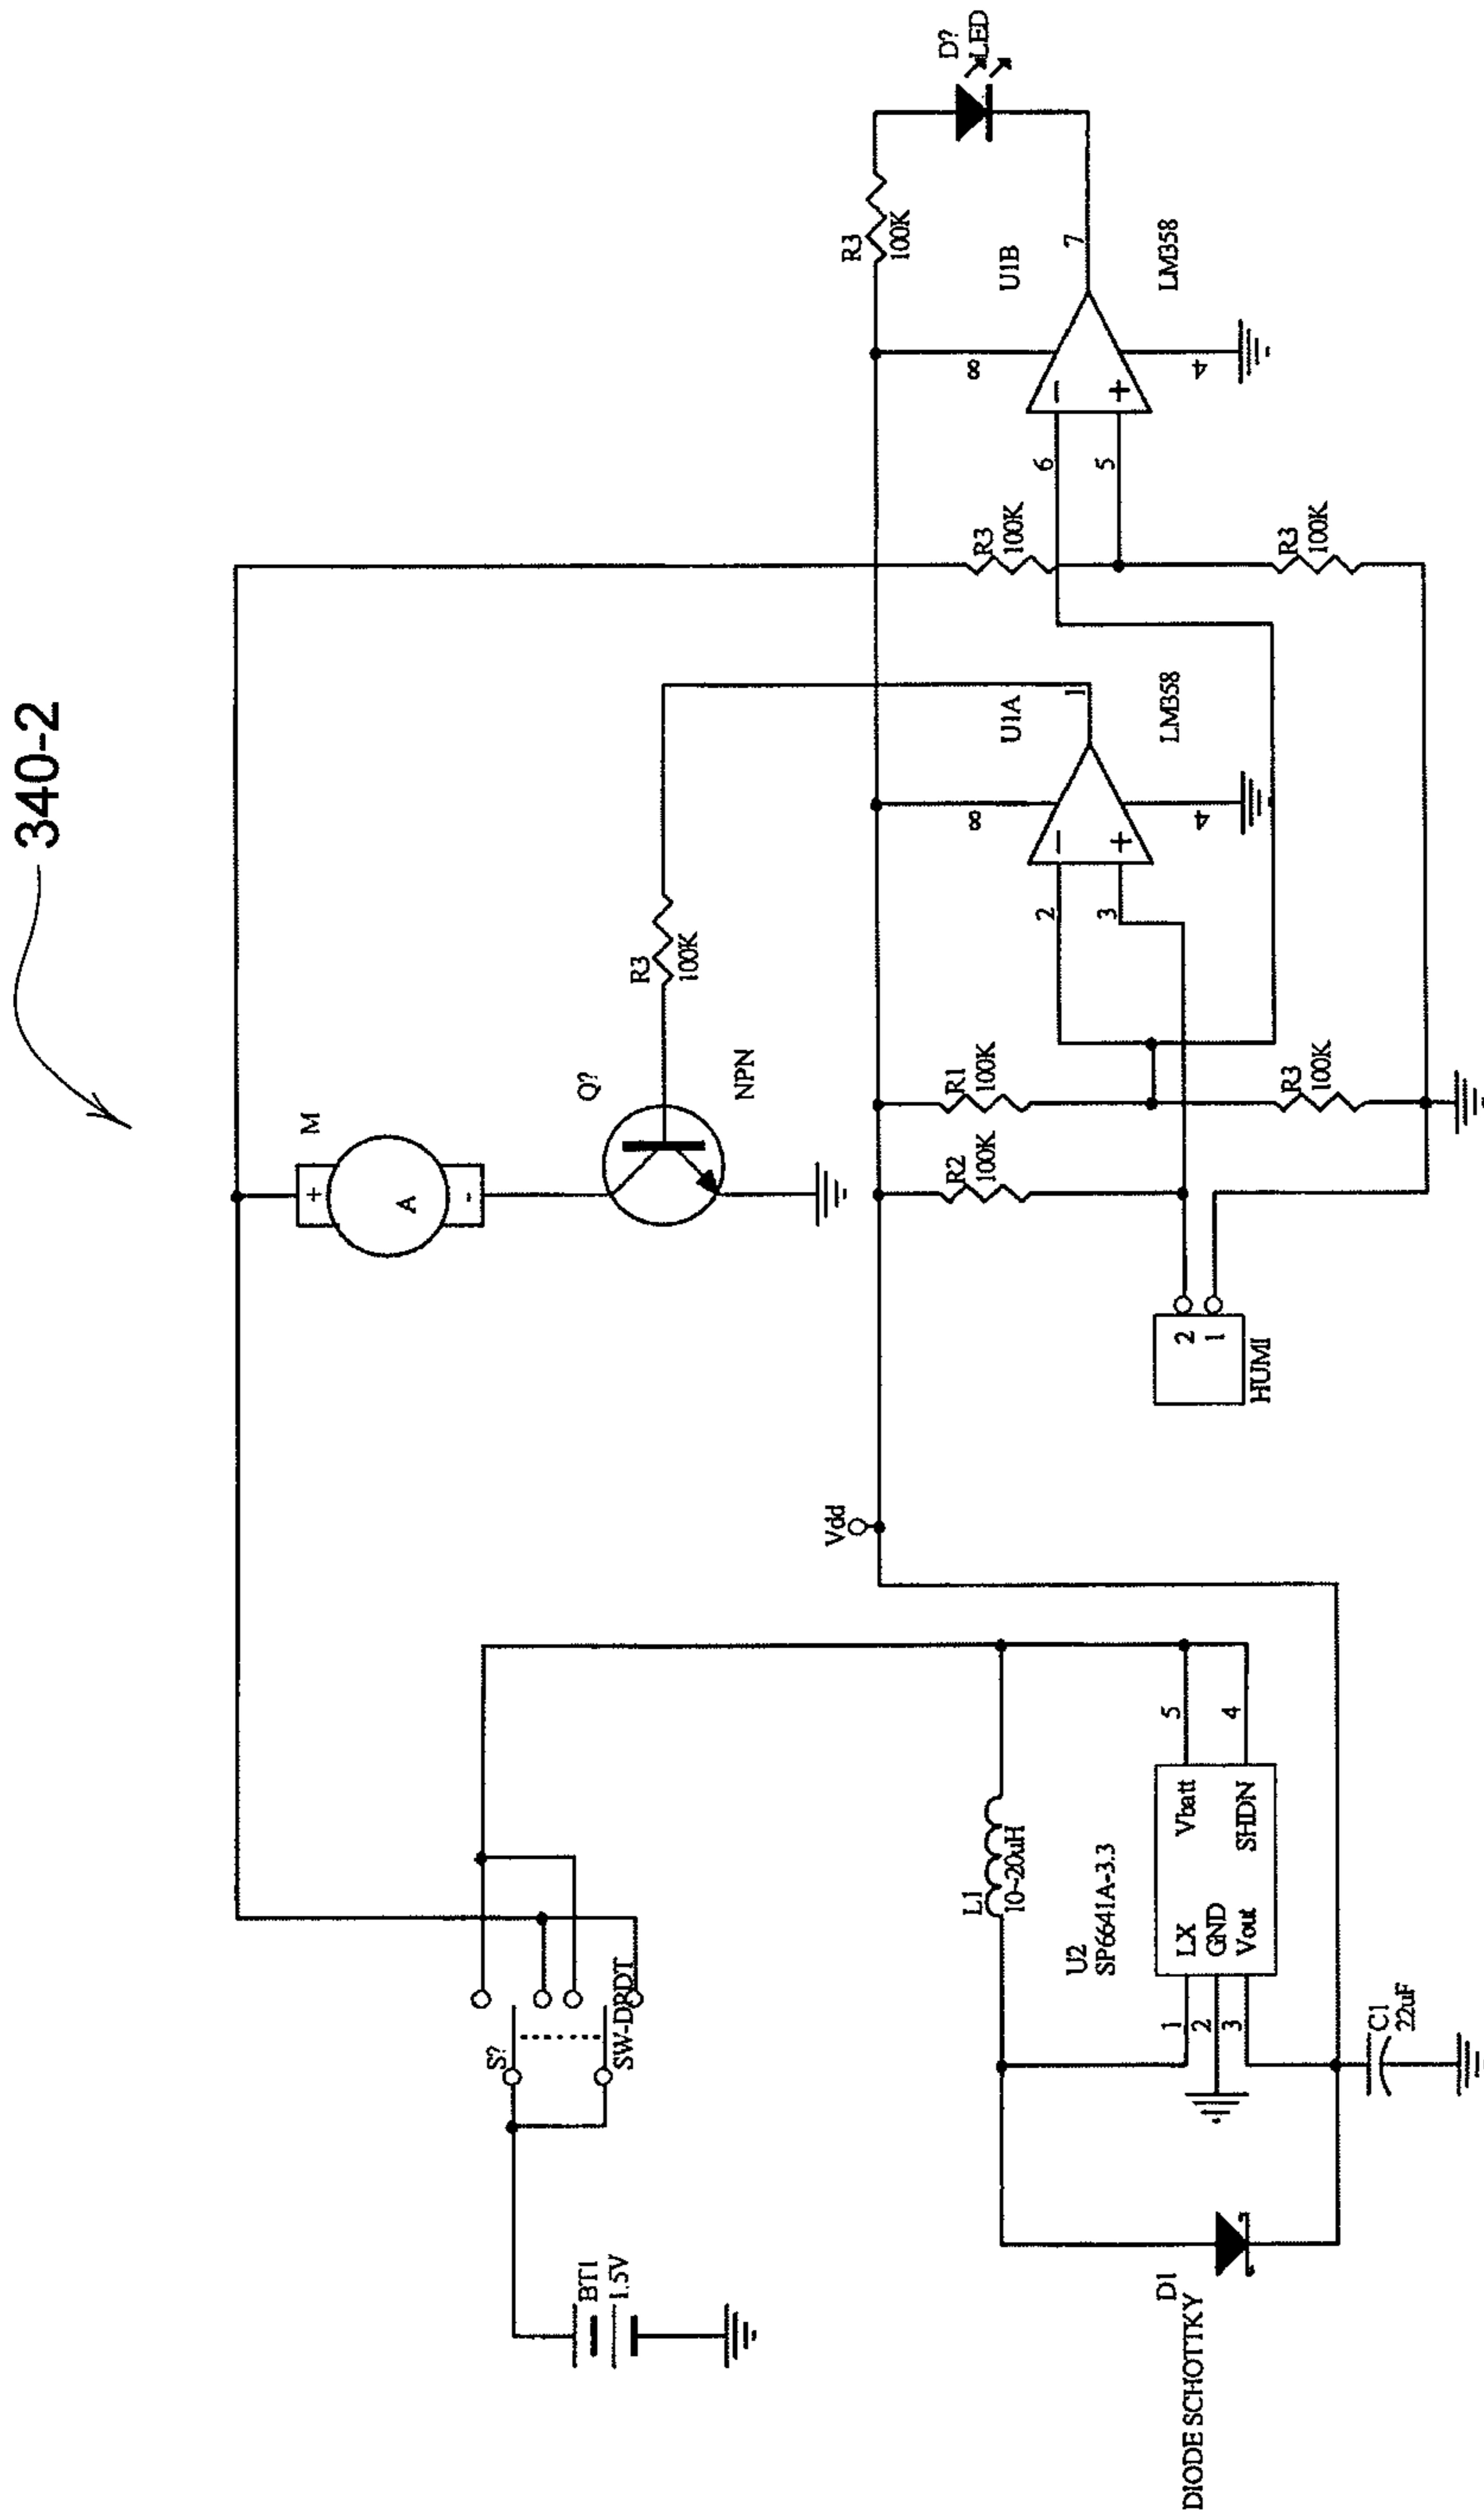 340-2
BT1
1.5V
S?
SW-DPDT
M
+
A
-
Q?
NPN
R3
100K
D1
DIODE SCHOTTKY
L1
10~20uH
U2
SP6641A-3.3
1
2
3
LX
GND
Vout
Vbatt
SHDN
5
4
C1
22uF
Vdd
HUMI
2
1
R2
100K
R1
100K
R3
100K
2
3
-
+
8
4
1
U1A
LM358
R3
100K
R3
100K
6
5
-
+
8
4
7
U1B
LM358
R3
100K
D?
LED